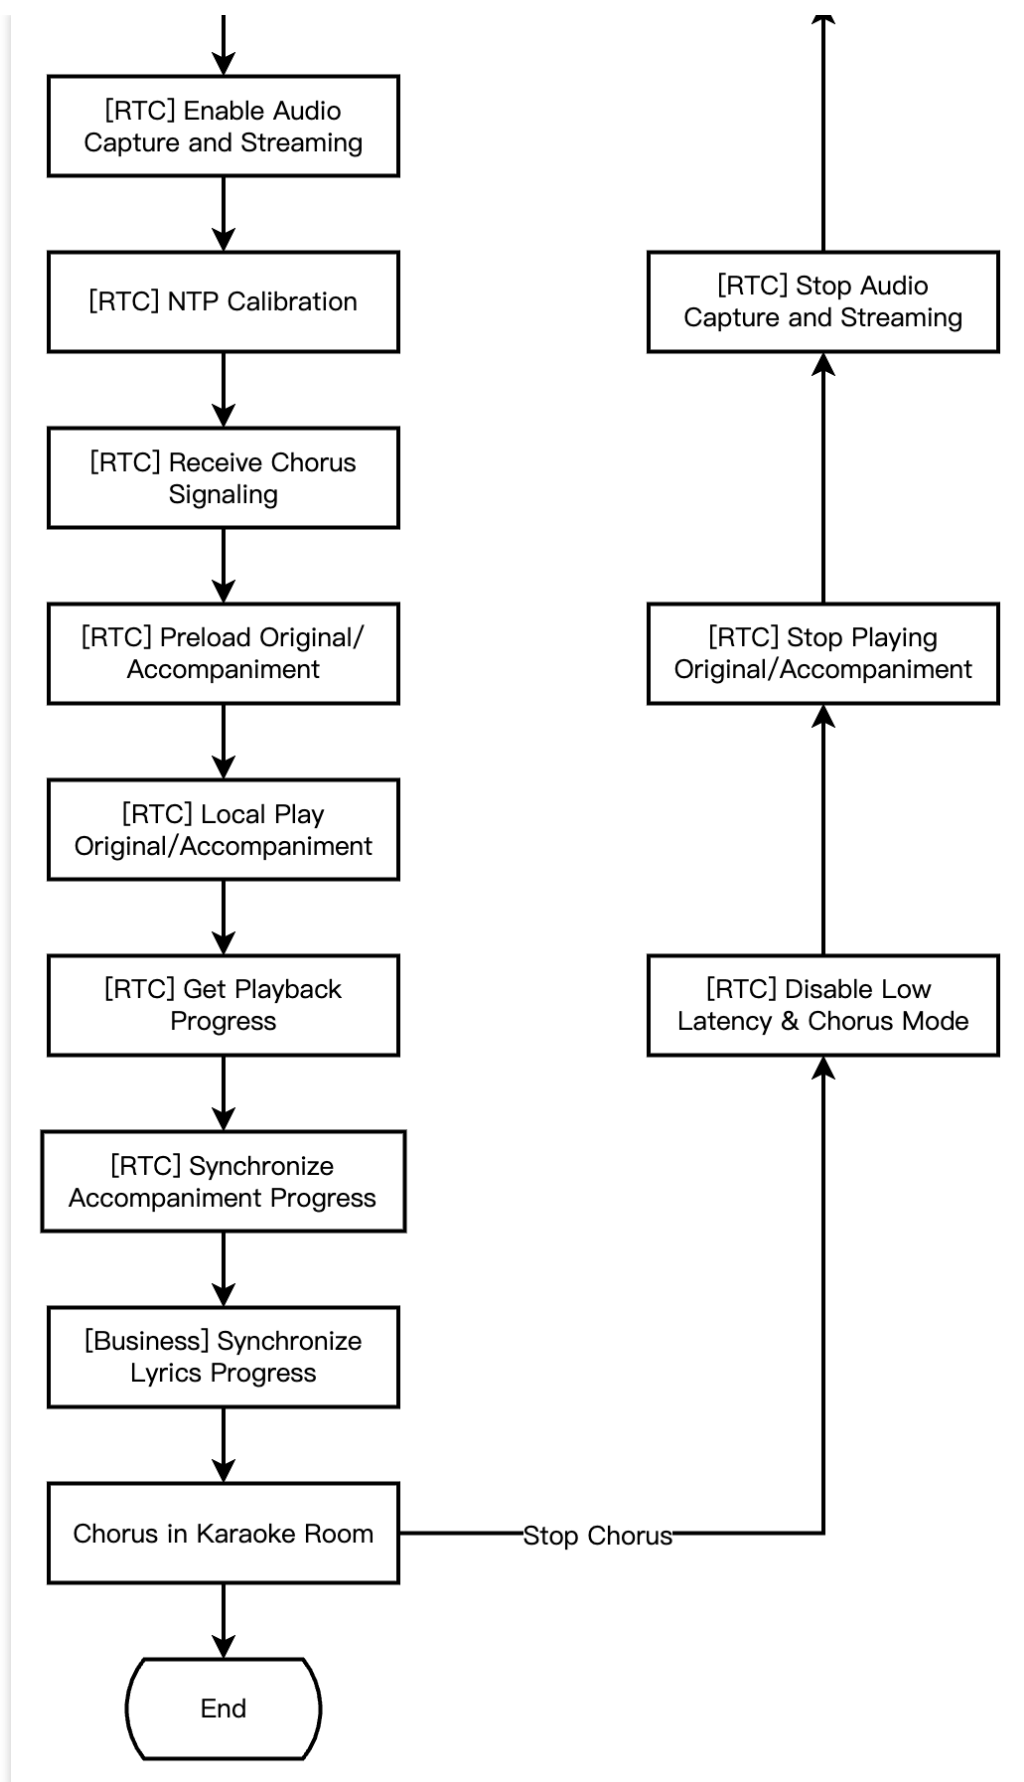 [RTC] Enable Audio
Capture and Streaming
[RTC] NTP Calibration
[RTC] Receive Chorus
Signaling
[RTC] Preload Original/
Accompaniment
[RTC] Local Play
Original/Accompaniment
[RTC] Get Playback
Progress
[RTC] Synchronize
Accompaniment Progress
[Business] Synchronize
Lyrics Progress
Chorus in Karaoke Room
End
Stop Chorus
[RTC] Disable Low
Latency & Chorus Mode
[RTC] Stop Playing
Original/Accompaniment
[RTC] Stop Audio
Capture and Streaming